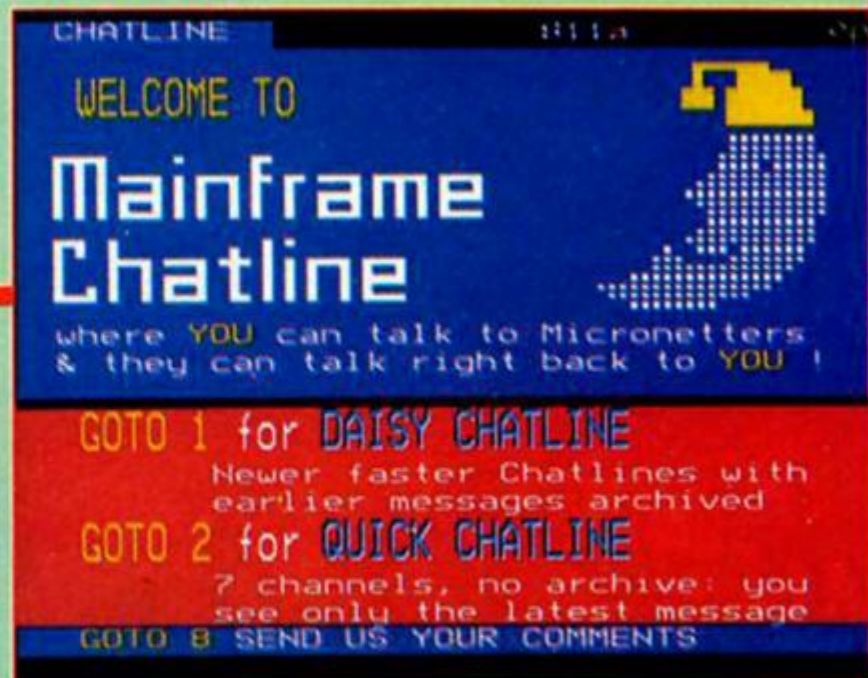 CHATLINE
WELCOME TO
Mainframe
Chatline
where YOU can talk to Micronetters
& they can talk right back to YOU !
GOTO 1 for DAISY CHATLINE
Newer faster Chatlines with
earlier messages archived
GOTO 2 for QUICK CHATLINE
7 channels, no archive: you
see only the latest message
GOTO 8 SEND US YOUR COMMENTS